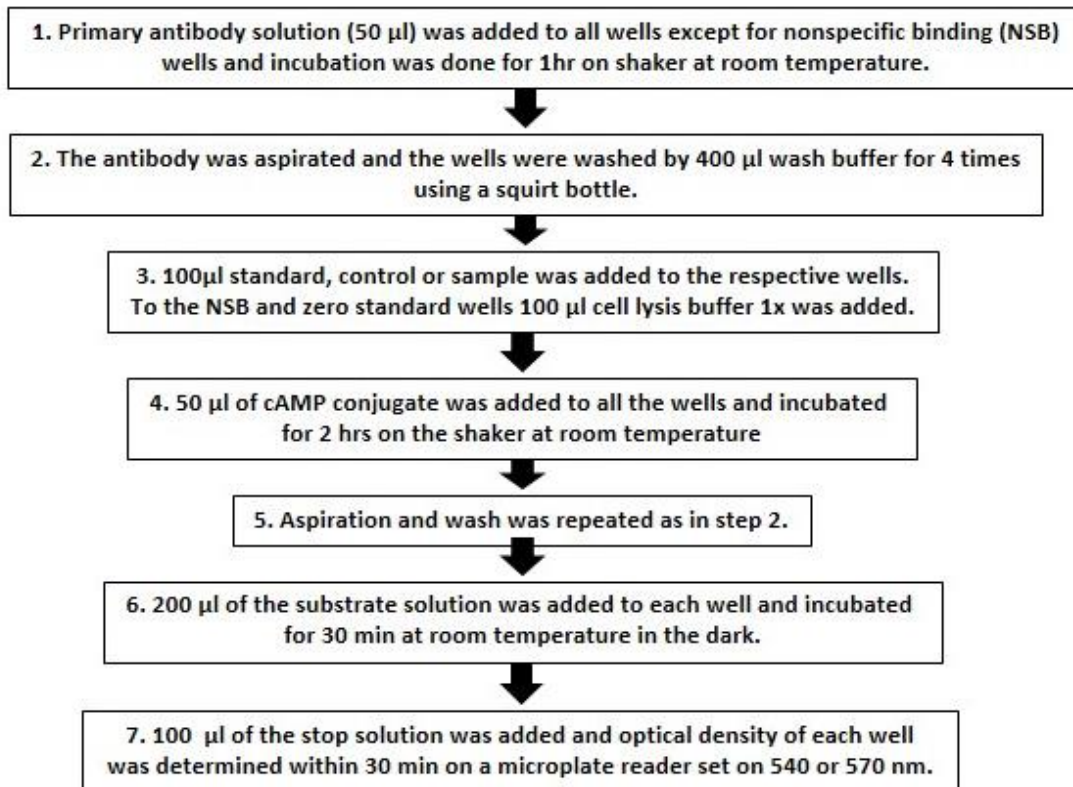 1. Primary antibody solution (50 µl) was added to all wells except for nonspecific binding (NSB)
wells and incubation was done for 1hr on shaker at room temperature.
2. The antibody was aspirated and the wells were washed by 400 µl wash buffer for 4 times
using a squirt bottle.
3. 100µl standard, control or sample was added to the respective wells.
To the NSB and zero standard wells 100 µl cell lysis buffer 1x was added.
4. 50 µl of cAMP conjugate was added to all the wells and incubated
for 2 hrs on the shaker at room temperature
5. Aspiration and wash was repeated as in step 2.
6. 200 µl of the substrate solution was added to each well and incubated
for 30 min at room temperature in the dark.
7. 100 µl of the stop solution was added and optical density of each well
was determined within 30 min on a microplate reader set on 540 or 570 nm.